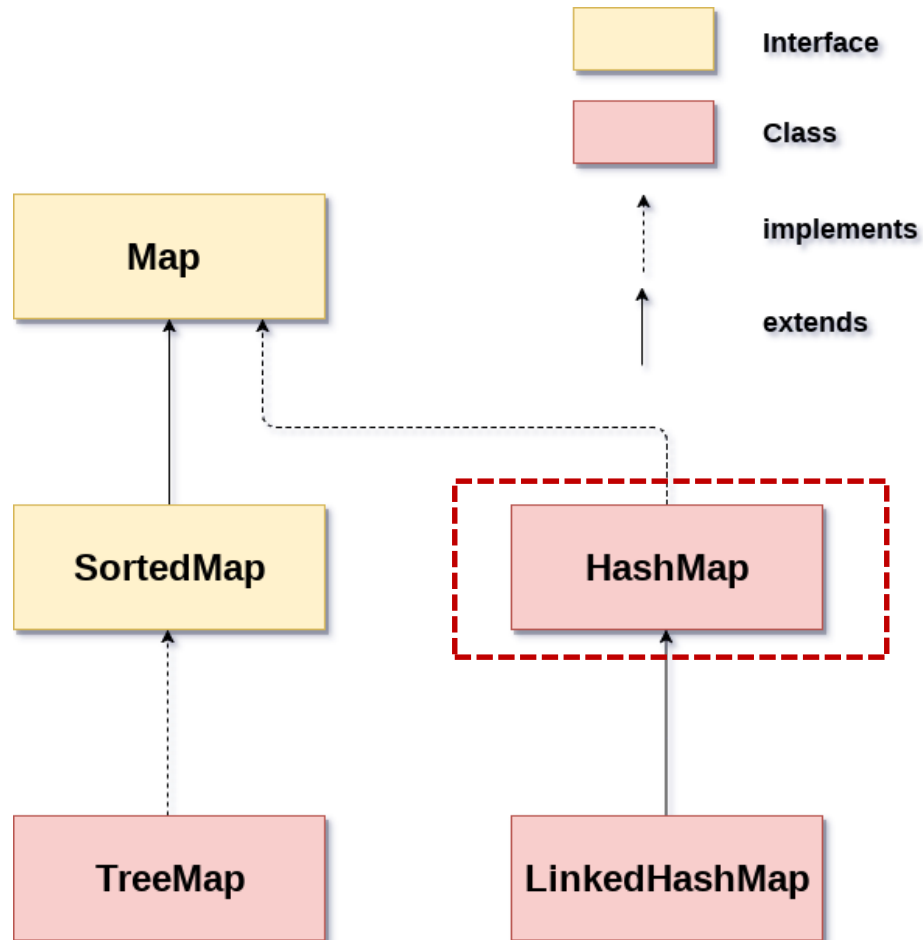 Interface
Class
implements
extends
Map
SortedMap
HashMap
TreeMap
LinkedHashMap